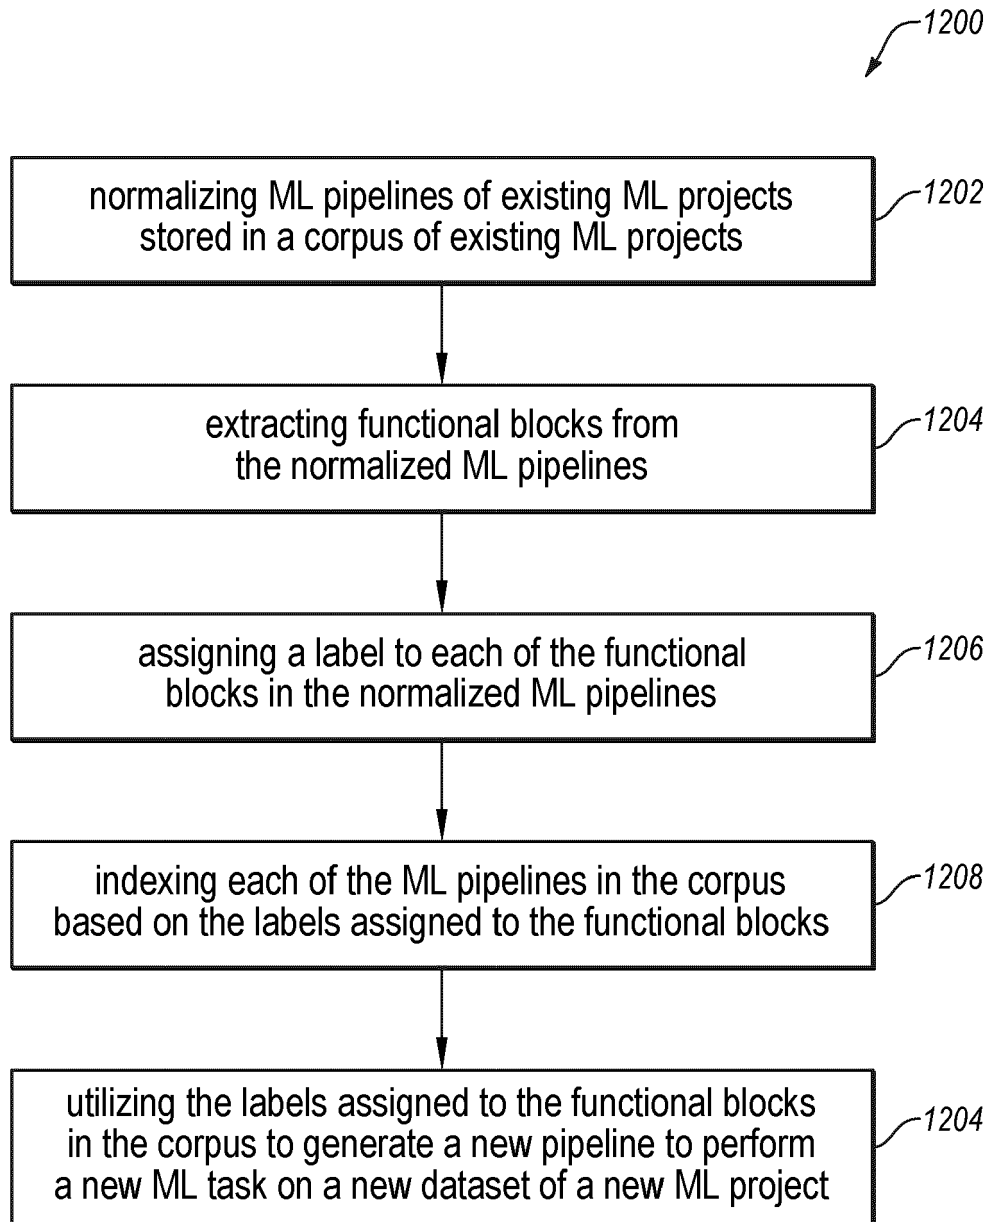 1200
normalizing ML pipelines of existing ML projects
stored in a corpus of existing ML projects
1202
extracting functional blocks from
the normalized ML pipelines
1204
assigning a label to each of the functional
blocks in the normalized ML pipelines
1206
indexing each of the ML pipelines in the corpus
based on the labels assigned to the functional blocks
1208
utilizing the labels assigned to the functional blocks
in the corpus to generate a new pipeline to perform
a new ML task on a new dataset of a new ML project
1204